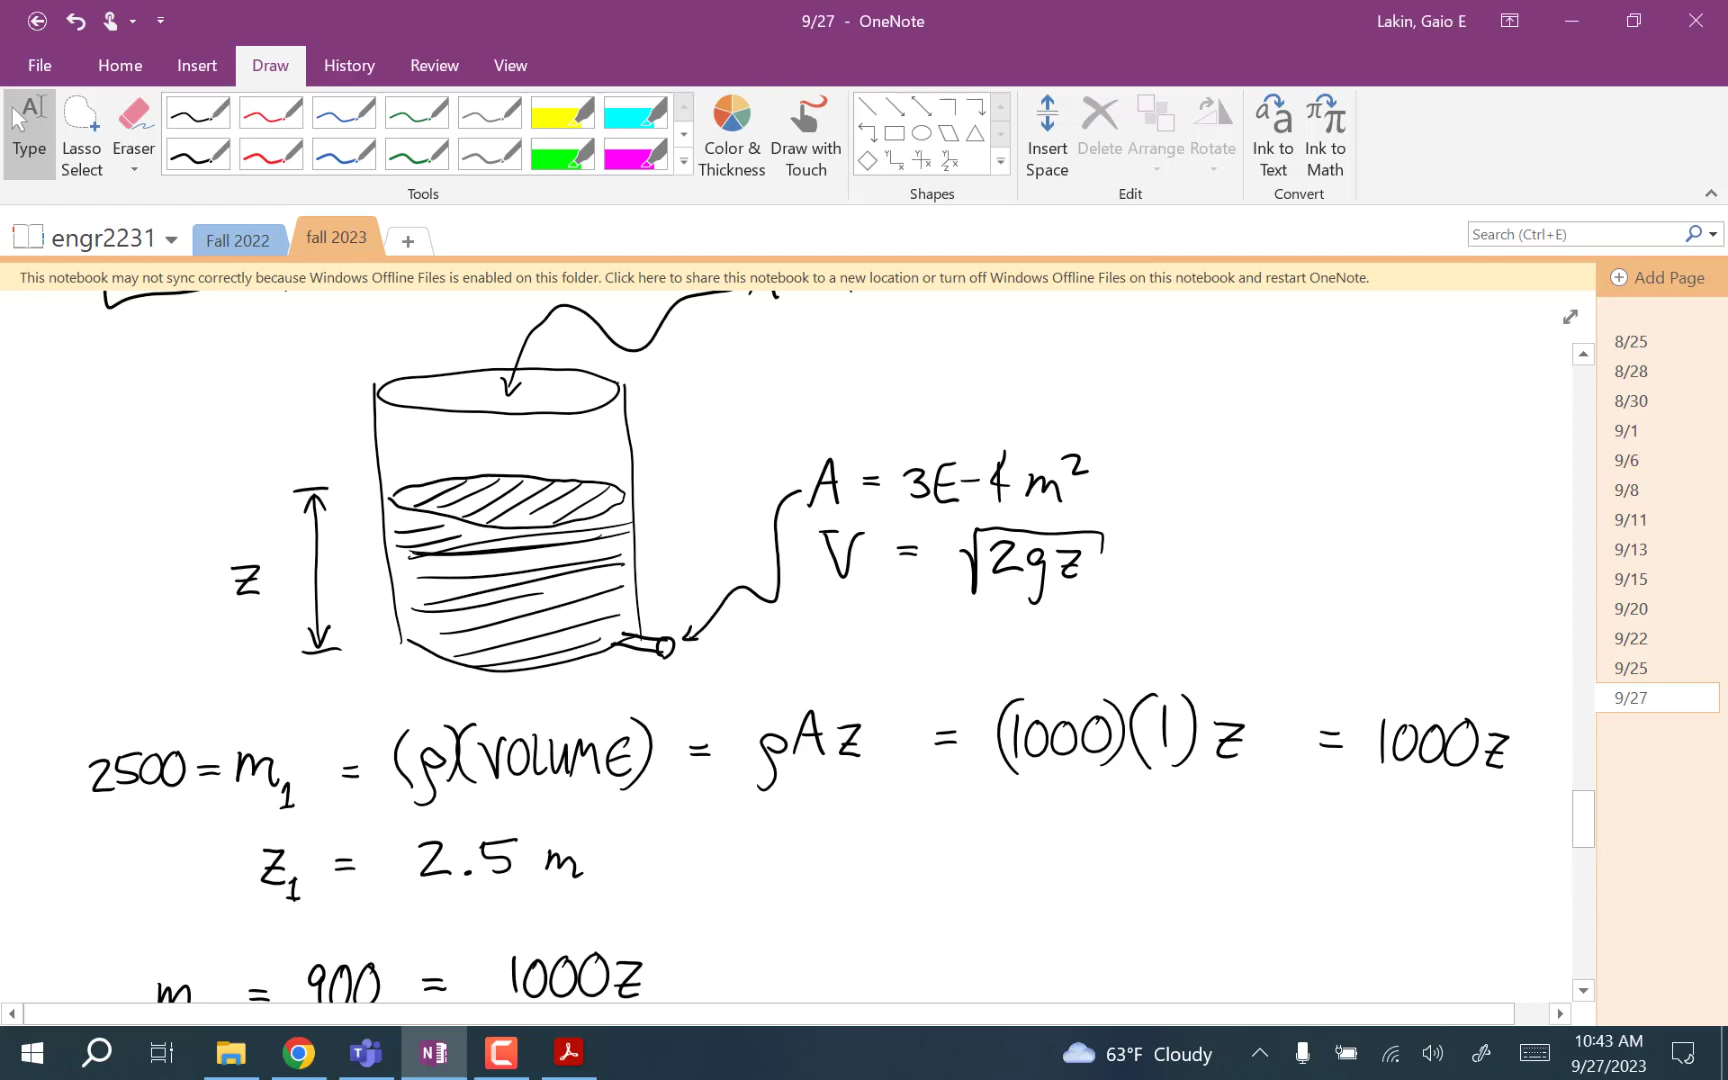 9/27 - OneNote
Lakin, Gaio E
File Home Insert Draw History Review View
Type
Lasso Select
Eraser
Color & Thickness
Draw with Touch
Insert Space
Delete
Arrange
Rotate
Ink to Text
Ink to Math
Tools
Shapes
Edit
Convert
engr2231
Fall 2022
fall 2023
Search (Ctrl+E)
This notebook may not sync correctly because Windows Offline Files is enabled on this folder. Click here to share this notebook to a new location or turn off Windows Offline Files on this notebook and restart OneNote.
Add Page
8/25
8/28
8/30
9/1
9/6
9/8
9/11
9/13
9/15
9/20
9/22
9/25
9/27
A = 3E-4 m²
V = √2gz
z
2500 = m₁ = (ρ)(VOLUME) = ρAz = (1000)(1)z = 1000z
z₁ = 2.5 m
m = 900 = 1000z
N
63°F Cloudy
10:43 AM
9/27/2023